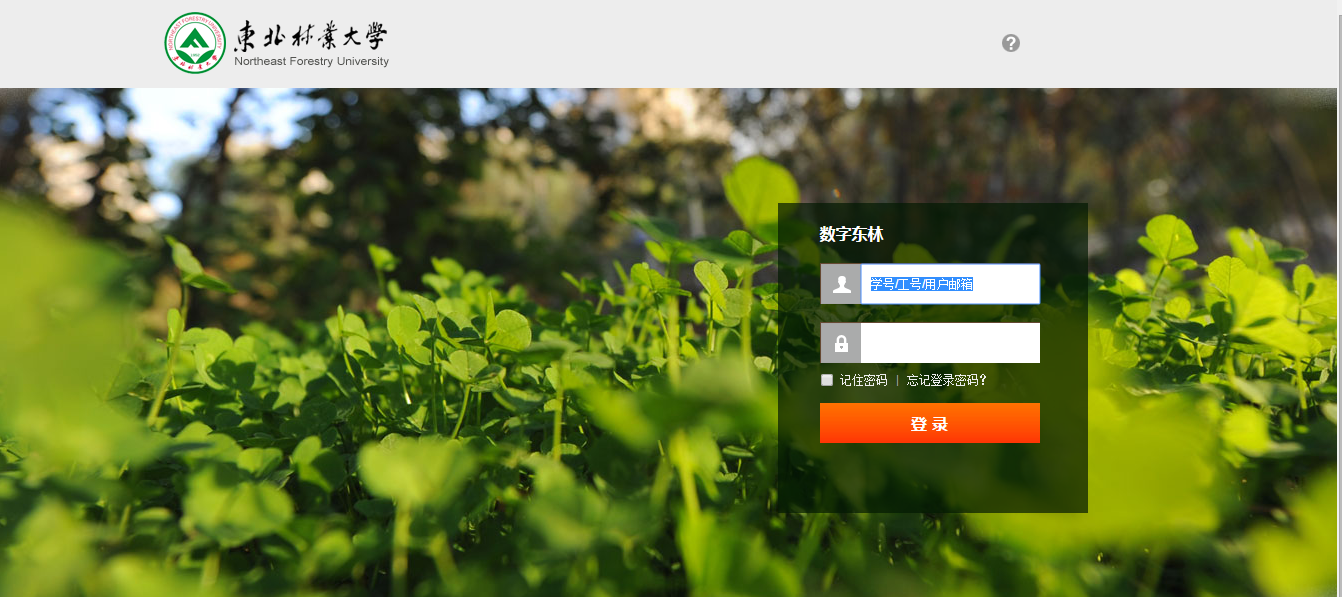 東北林業大學
Northeast Forestry University
?
数字东林
学号/工号/用户邮箱
记住密码 | 忘记登录密码?
登 录